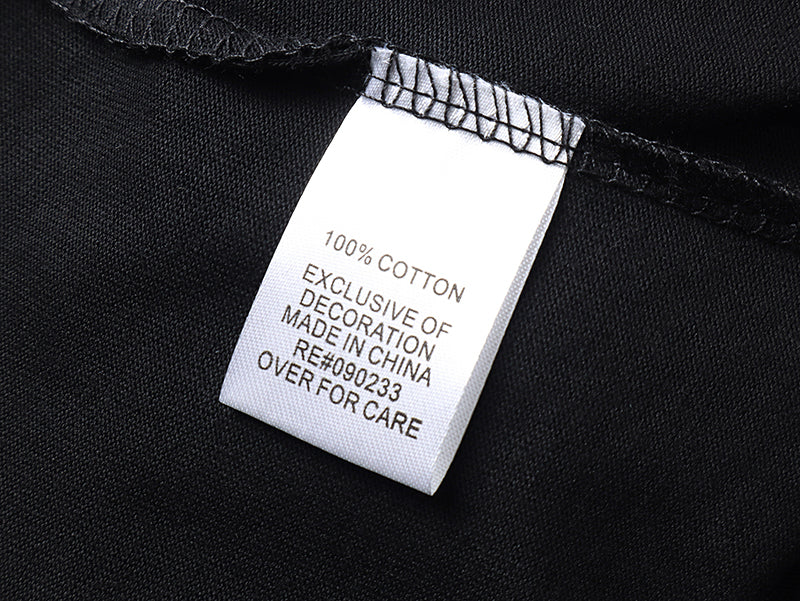 100% COTTON
EXCLUSIVE OF
DECORATION
MADE IN CHINA
RE#090233
OVER FOR CARE